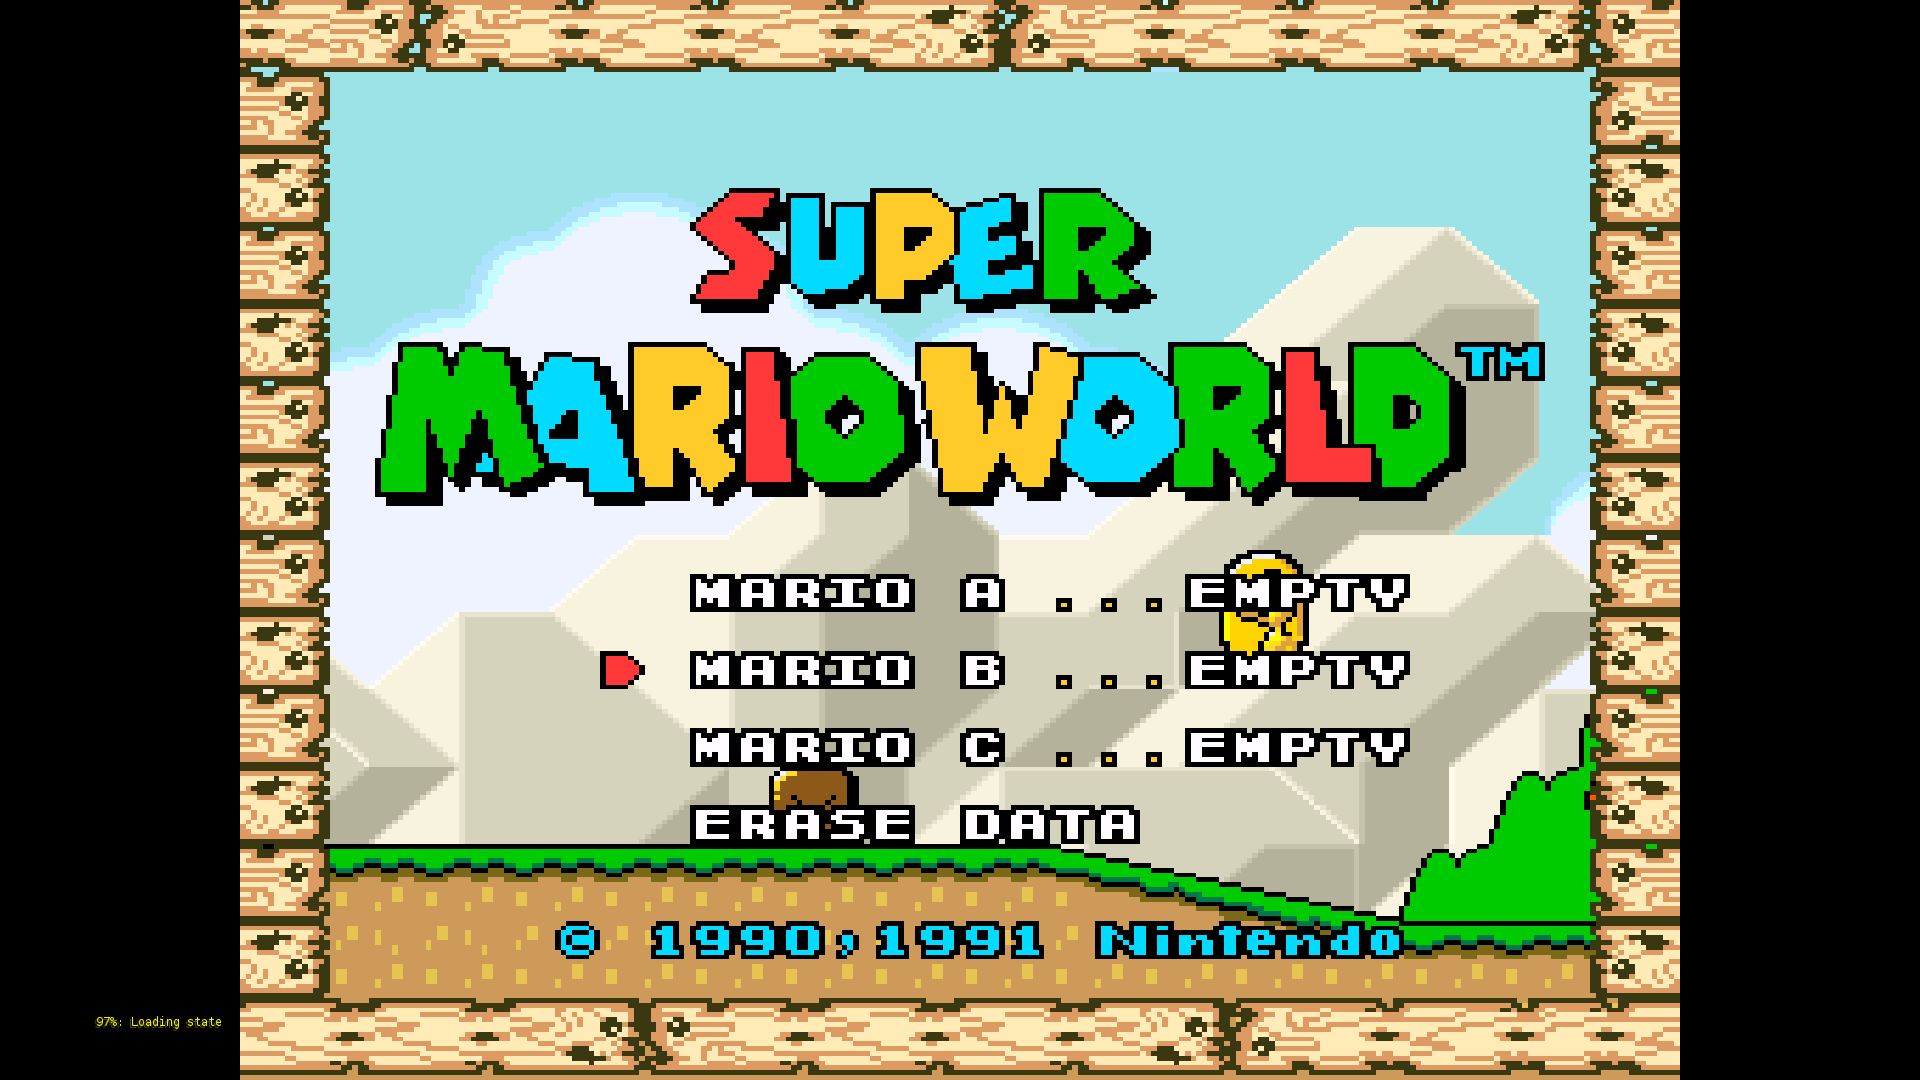 SUPER
MARIO WORLD™
MARIO A ...EMPTY
MARIO B ...EMPTY
MARIO C ...EMPTY
ERASE DATA
© 1990,1991 Nintendo
97%: Loading state